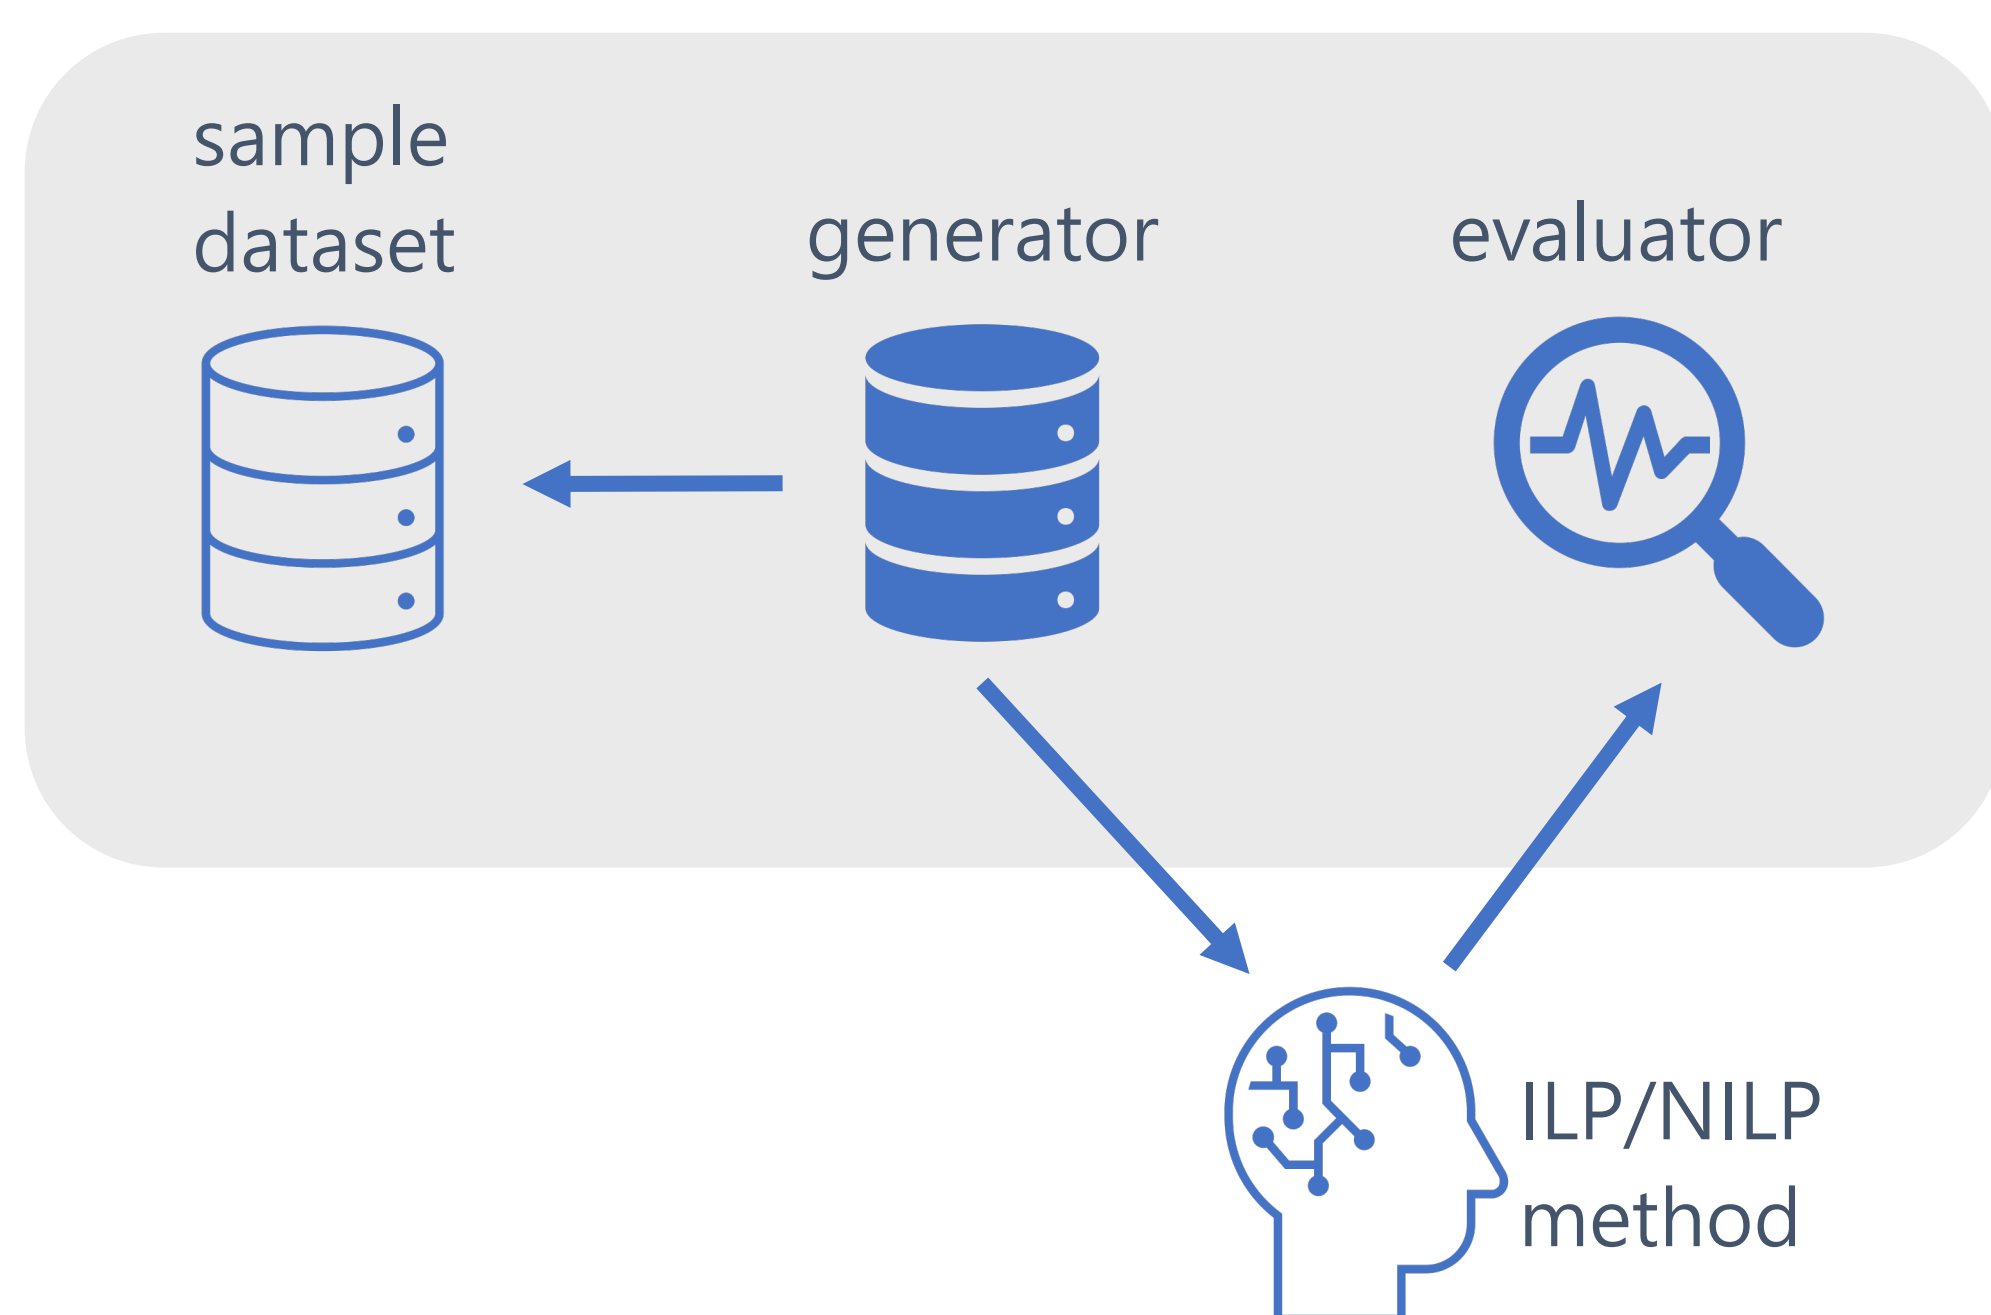 sample
dataset
generator
evaluator
ILP/NILP
method